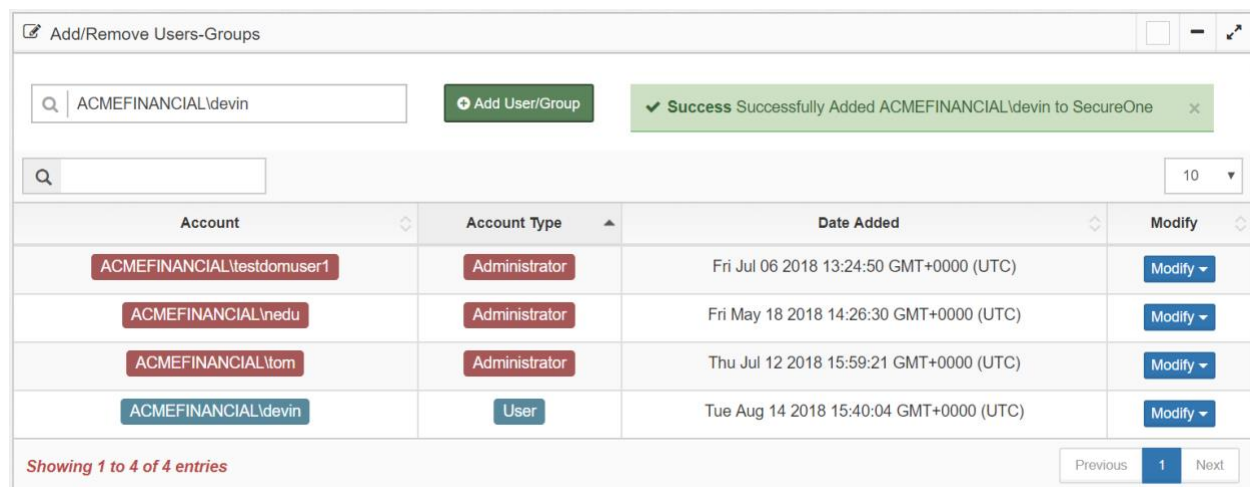 Add/Remove Users-Groups
ACMEFINANCIAL\devin
Add User/Group
Success Successfully Added ACMEFINANCIAL\devin to SecureOne ×
10
Account Account Type Date Added Modify
ACMEFINANCIAL\testdomuser1 Administrator Fri Jul 06 2018 13:24:50 GMT+0000 (UTC) Modify
ACMEFINANCIAL\nedu Administrator Fri May 18 2018 14:26:30 GMT+0000 (UTC) Modify
ACMEFINANCIAL\tom Administrator Thu Jul 12 2018 15:59:21 GMT+0000 (UTC) Modify
ACMEFINANCIAL\devin User Tue Aug 14 2018 15:40:04 GMT+0000 (UTC) Modify
Showing 1 to 4 of 4 entries
Previous 1 Next